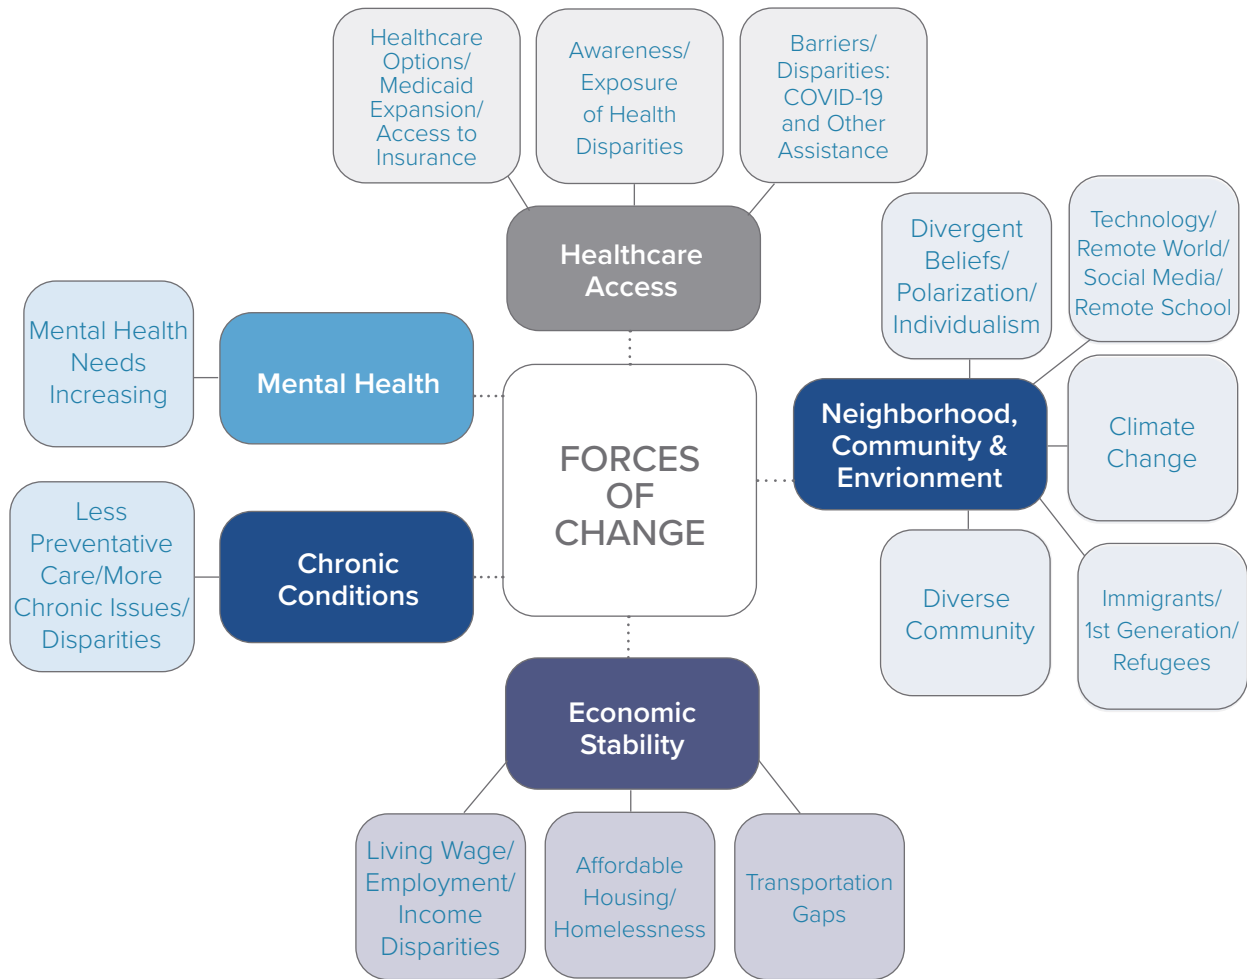 Healthcare
Options/
Medicaid
Expansion/
Access to
Insurance
Awareness/
Exposure
of Health
Disparities
Barriers/
Disparities:
COVID-19
and Other
Assistance
Healthcare
Access
Divergent
Beliefs/
Polarization/
Individualism
Technology/
Remote World/
Social Media/
Remote School
Mental Health
Needs
Increasing
Mental Health
FORCES
OF
CHANGE
Neighborhood,
Community &
Envrionment
Climate
Change
Less
Preventative
Care/More
Chronic Issues/
Disparities
Chronic
Conditions
Diverse
Community
Immigrants/
1st Generation/
Refugees
Economic
Stability
Living Wage/
Employment/
Income
Disparities
Affordable
Housing/
Homelessness
Transportation
Gaps